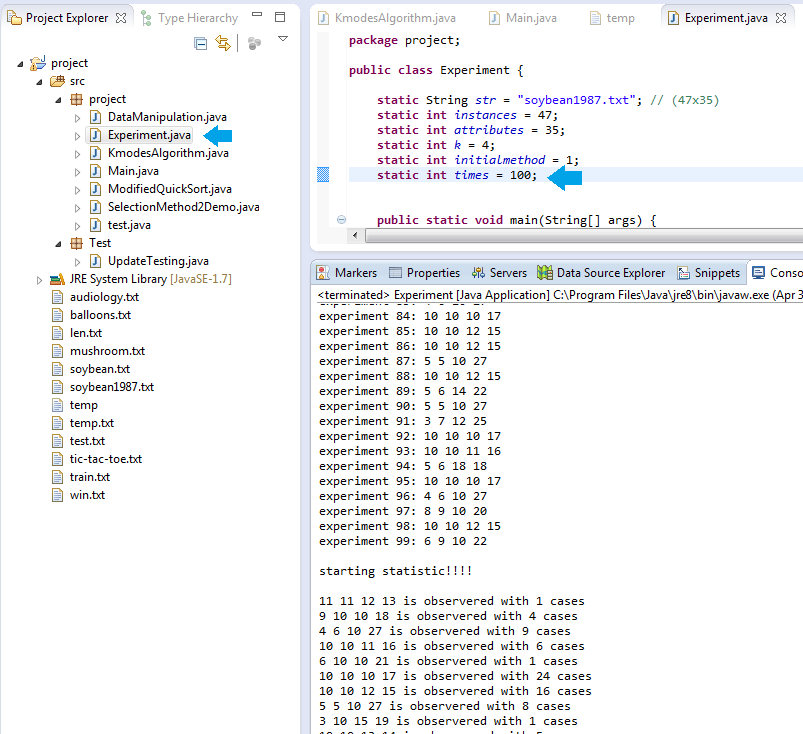 Project Explorer
Type Hierarchy
project
src
project
DataManipulation.java
Experiment.java
KmodesAlgorithm.java
Main.java
ModifiedQuickSort.java
SelectionMethod2Demo.java
test.java
Test
UpdateTesting.java
JRE System Library [JavaSE-1.7]
audiology.txt
balloons.txt
len.txt
mushroom.txt
soybean.txt
soybean1987.txt
temp
temp.txt
test.txt
tic-tac-toe.txt
train.txt
win.txt
KmodesAlgorithm.java
Main.java
temp
Experiment.java
package project;
public class Experiment {
static String str = "soybean1987.txt"; // (47x35)
static int instances = 47;
static int attributes = 35;
static int k = 4;
static int initialmethod = 1;
static int times = 100;
public static void main(String[] args) {
Markers
Properties
Servers
Data Source Explorer
Snippets
Conso
<terminated> Experiment [Java Application] C:\Program Files\Java\jre8\bin\javaw.exe (Apr 3
experiment 84: 10 10 10 17
experiment 85: 10 10 12 15
experiment 86: 10 10 12 15
experiment 87: 5 5 10 27
experiment 88: 10 10 12 15
experiment 89: 5 6 14 22
experiment 90: 5 5 10 27
experiment 91: 3 7 12 25
experiment 92: 10 10 10 17
experiment 93: 10 10 11 16
experiment 94: 5 6 18 18
experiment 95: 10 10 10 17
experiment 96: 4 6 10 27
experiment 97: 8 9 10 20
experiment 98: 10 10 12 15
experiment 99: 6 9 10 22
starting statistic!!!!
11 11 12 13 is observered with 1 cases
9 10 10 18 is observered with 4 cases
4 6 10 27 is observered with 9 cases
10 10 11 16 is observered with 6 cases
6 10 10 21 is observered with 1 cases
10 10 10 17 is observered with 24 cases
10 10 12 15 is observered with 16 cases
5 5 10 27 is observered with 8 cases
3 10 15 19 is observered with 1 cases